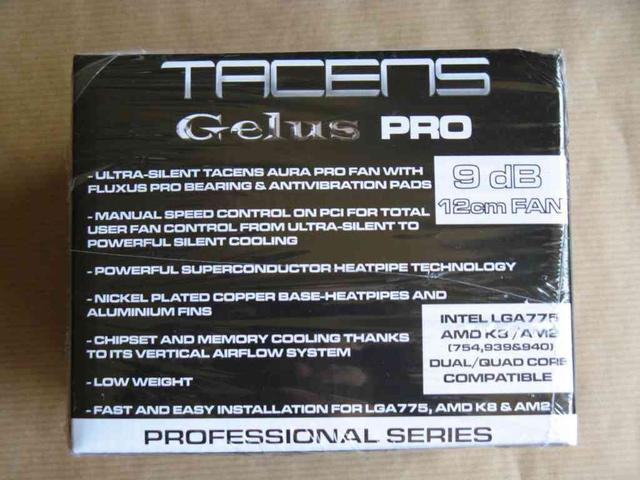 TACENS
Gelus PRO
- ULTRA-SILENT TACENS AURA PRO FAN WITH
FLUXUS PRO BEARING & ANTIVIBRATION PADS
9 dB
12cm FAN
- MANUAL SPEED CONTROL ON PCI FOR TOTAL
USER FAN CONTROL FROM ULTRA-SILENT TO
POWERFUL SILENT COOLING
- POWERFUL SUPERCONDUCTOR HEATPIPE TECHNOLOGY
- NICKEL PLATED COPPER BASE-HEATPIPES AND
ALUMINIUM FINS
- CHIPSET AND MEMORY COOLING THANKS
TO ITS VERTICAL AIRFLOW SYSTEM
- LOW WEIGHT
INTEL LGA775
AMD K8 / AM2
(754,939&940)
DUAL/QUAD CORE
COMPATIBLE
- FAST AND EASY INSTALLATION FOR LGA775, AMD K8 & AM2
PROFESSIONAL SERIES